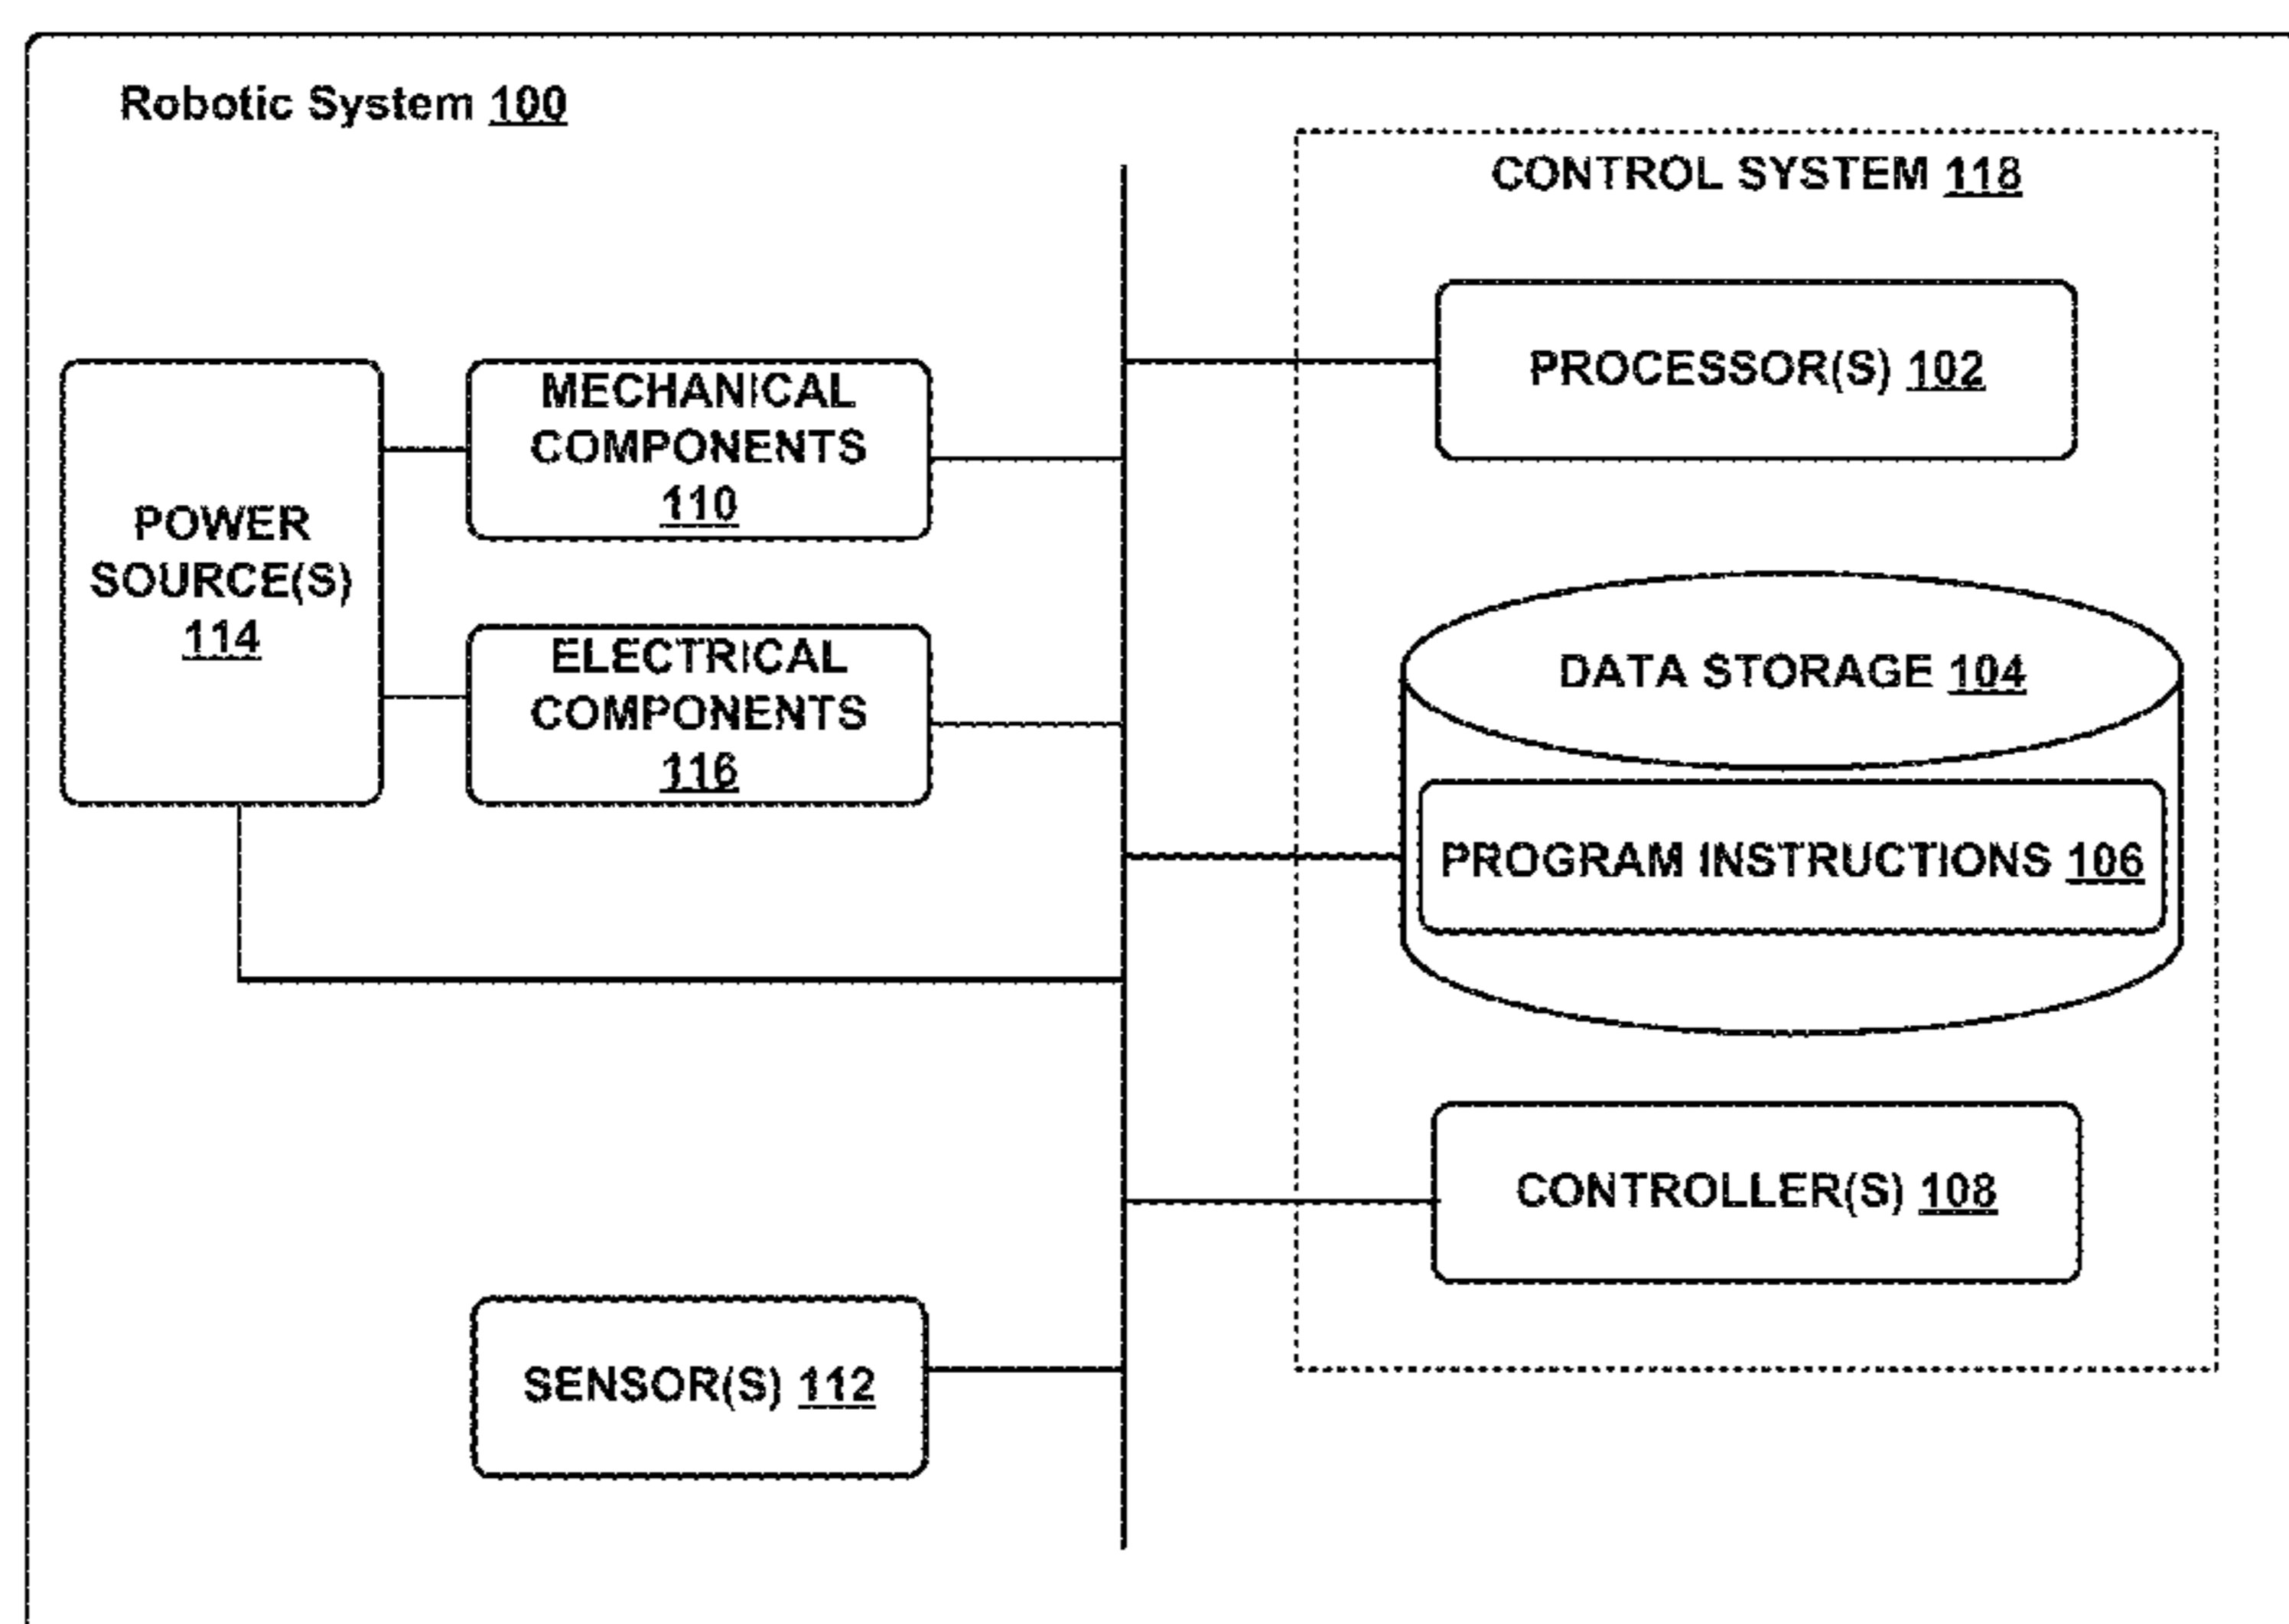 Robotic System 100
CONTROL SYSTEM 118
PROCESSOR(S) 102
MECHANICAL
COMPONENTS
110
POWER
SOURCE(S)
114
ELECTRICAL
COMPONENTS
116
DATA STORAGE 104
PROGRAM INSTRUCTIONS 106
CONTROLLER(S) 108
SENSOR(S) 112